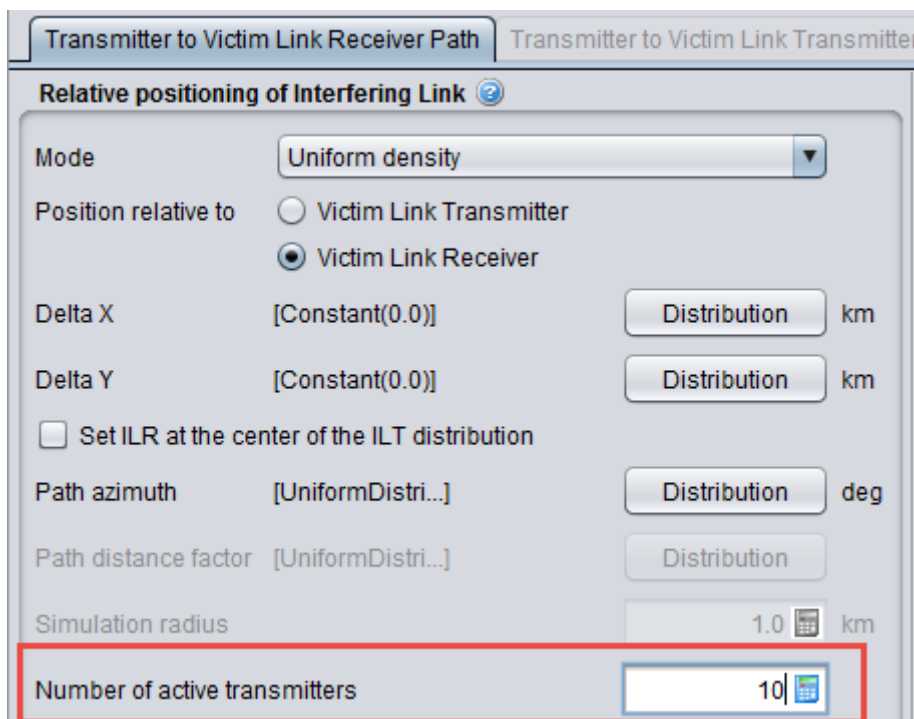 Transmitter to Victim Link Receiver Path Transmitter to Victim Link Transmitter
Relative positioning of Interfering Link
Mode Uniform density
Position relative to Victim Link Transmitter
Victim Link Receiver
Delta X [Constant(0.0)] Distribution km
Delta Y [Constant(0.0)] Distribution km
Set ILR at the center of the ILT distribution
Path azimuth [UniformDistri...] Distribution deg
Path distance factor [UniformDistri...] Distribution
Simulation radius 1.0 km
Number of active transmitters 10